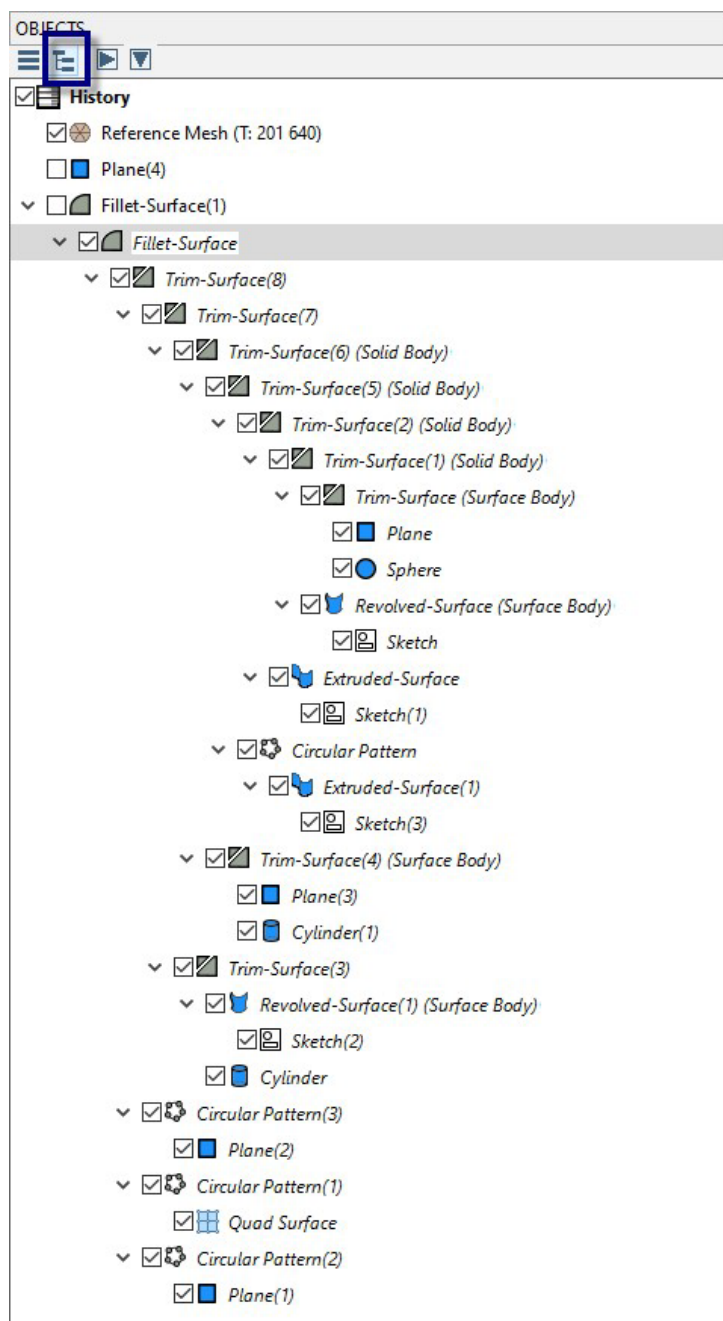 OBJECTS
History
Reference Mesh (T: 201 640)
Plane(4)
Fillet-Surface(1)
Fillet-Surface
Trim-Surface(8)
Trim-Surface(7)
Trim-Surface(6) (Solid Body)
Trim-Surface(5) (Solid Body)
Trim-Surface(2) (Solid Body)
Trim-Surface(1) (Solid Body)
Trim-Surface (Surface Body)
Plane
Sphere
Revolved-Surface (Surface Body)
Sketch
Extruded-Surface
Sketch(1)
Circular Pattern
Extruded-Surface(1)
Sketch(3)
Trim-Surface(4) (Surface Body)
Plane(3)
Cylinder(1)
Trim-Surface(3)
Revolved-Surface(1) (Surface Body)
Sketch(2)
Cylinder
Circular Pattern(3)
Plane(2)
Circular Pattern(1)
Quad Surface
Circular Pattern(2)
Plane(1)